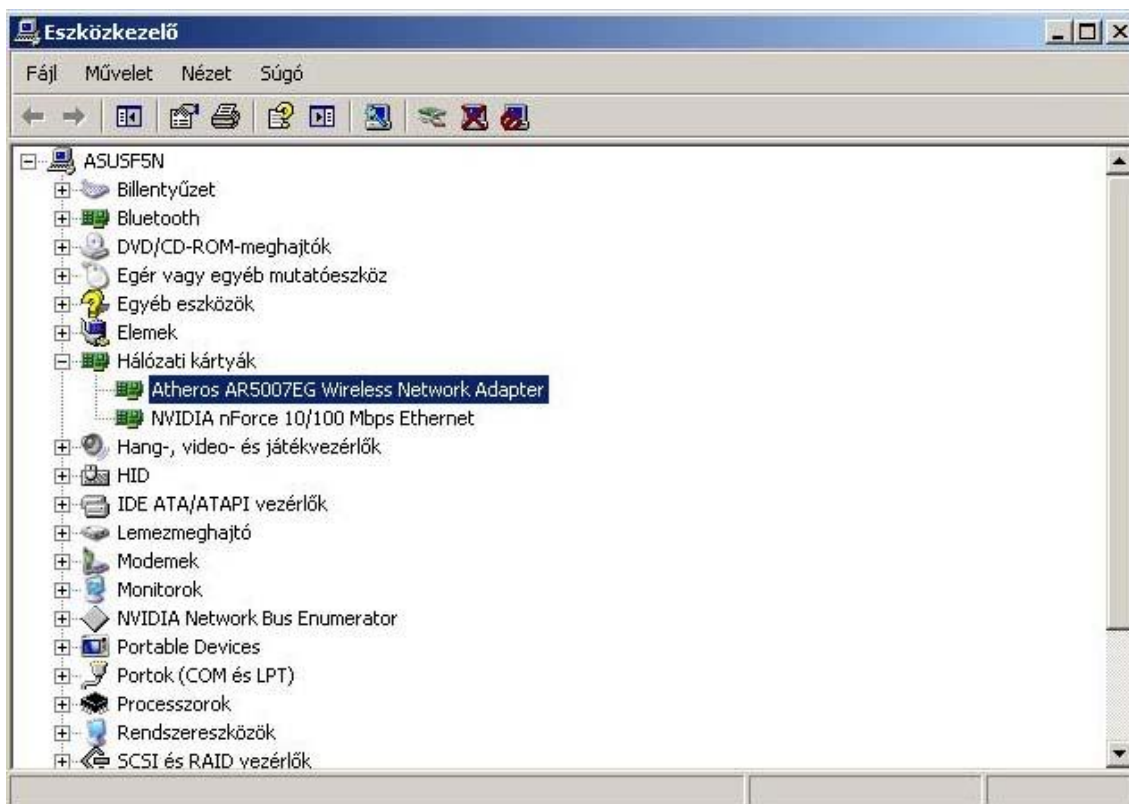 Eszközkezelő
Fájl Művelet Nézet Súgó
ASUSF5N
Billentyűzet
Bluetooth
DVD/CD-ROM-meghajtók
Egér vagy egyéb mutatóeszköz
Egyéb eszközök
Elemek
Hálózati kártyák
Atheros AR5007EG Wireless Network Adapter
NVIDIA nForce 10/100 Mbps Ethernet
Hang-, video- és játékvezérlők
HID
IDE ATA/ATAPI vezérlők
Lemezmeghajtó
Modemek
Monitorok
NVIDIA Network Bus Enumerator
Portable Devices
Portok (COM és LPT)
Processzorok
Rendszereszközök
SCSI és RAID vezérlők